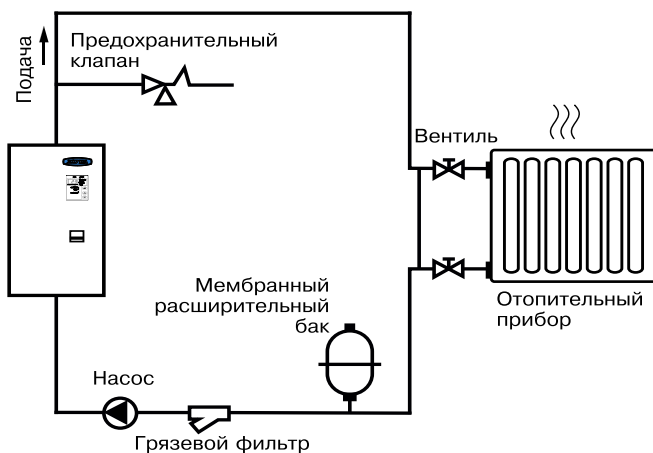 Подача
Предохранительный
клапан
Вентиль
Мембранный
расширительный
бак
Отопительный
прибор
Насос
Грязевой фильтр